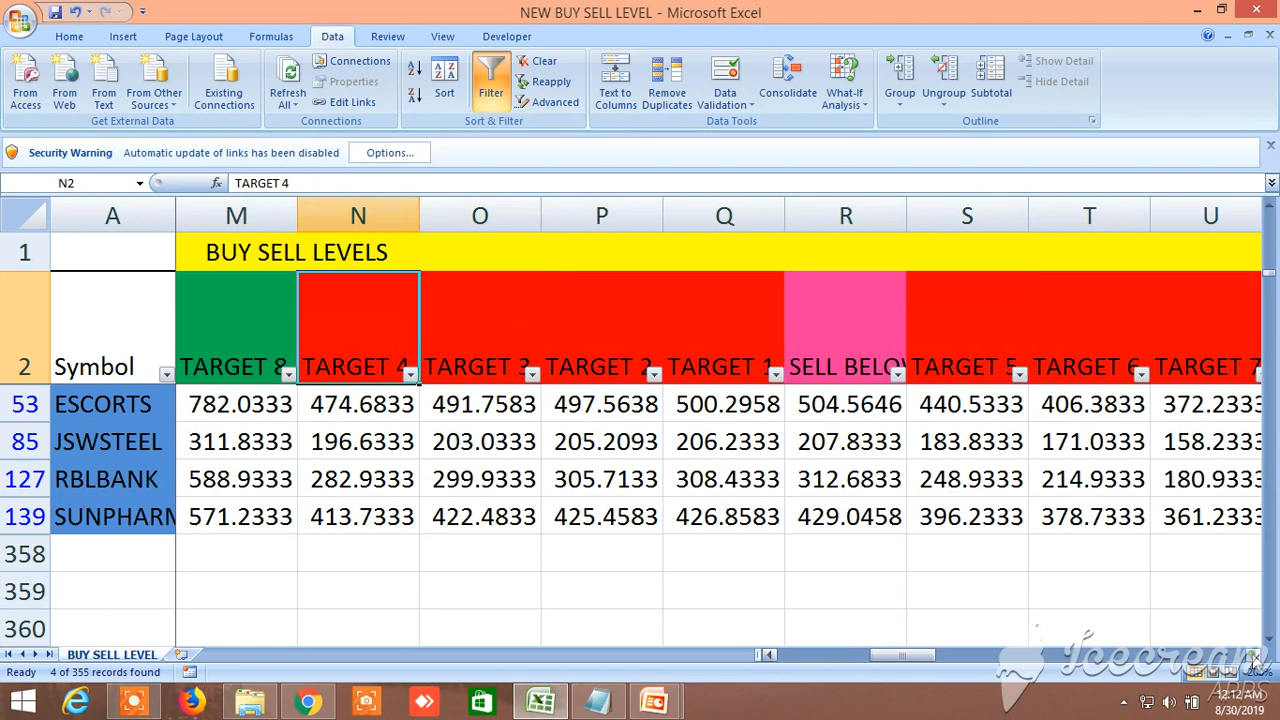 NEW BUY SELL LEVEL - Microsoft Excel
Home Insert Page Layout Formulas Data Review View Developer
From Access
From Web
From Text
From Other Sources
Existing Connections
Get External Data
Refresh All
Connections
Properties
Edit Links
Connections
Sort
Filter
Clear
Reapply
Advanced
Sort & Filter
Text to Columns
Remove Duplicates
Data Validation
Consolidate
What-If Analysis
Data Tools
Group
Ungroup
Subtotal
Show Detail
Hide Detail
Outline
Security Warning Automatic update of links has been disabled Options...
N2 fx TARGET 4
A M N O P Q R S T U
1 BUY SELL LEVELS
2 Symbol TARGET 8 TARGET 4 TARGET 3 TARGET 2 TARGET 1 SELL BELOW TARGET 5 TARGET 6 TARGET 7
53 ESCORTS 782.0333 474.6833 491.7583 497.5638 500.2958 504.5646 440.5333 406.3833 372.2333
85 JSWSTEEL 311.8333 196.6333 203.0333 205.2093 206.2333 207.8333 183.8333 171.0333 158.2333
127 RBLBANK 588.9333 282.9333 299.9333 305.7133 308.4333 312.6833 248.9333 214.9333 180.9333
139 SUNPHARM 571.2333 413.7333 422.4833 425.4583 426.8583 429.0458 396.2333 378.7333 361.2333
358
359
360
BUY SELL LEVEL
Ready 4 of 355 records found
Icecream
APPS
12:12 AM
8/30/2019